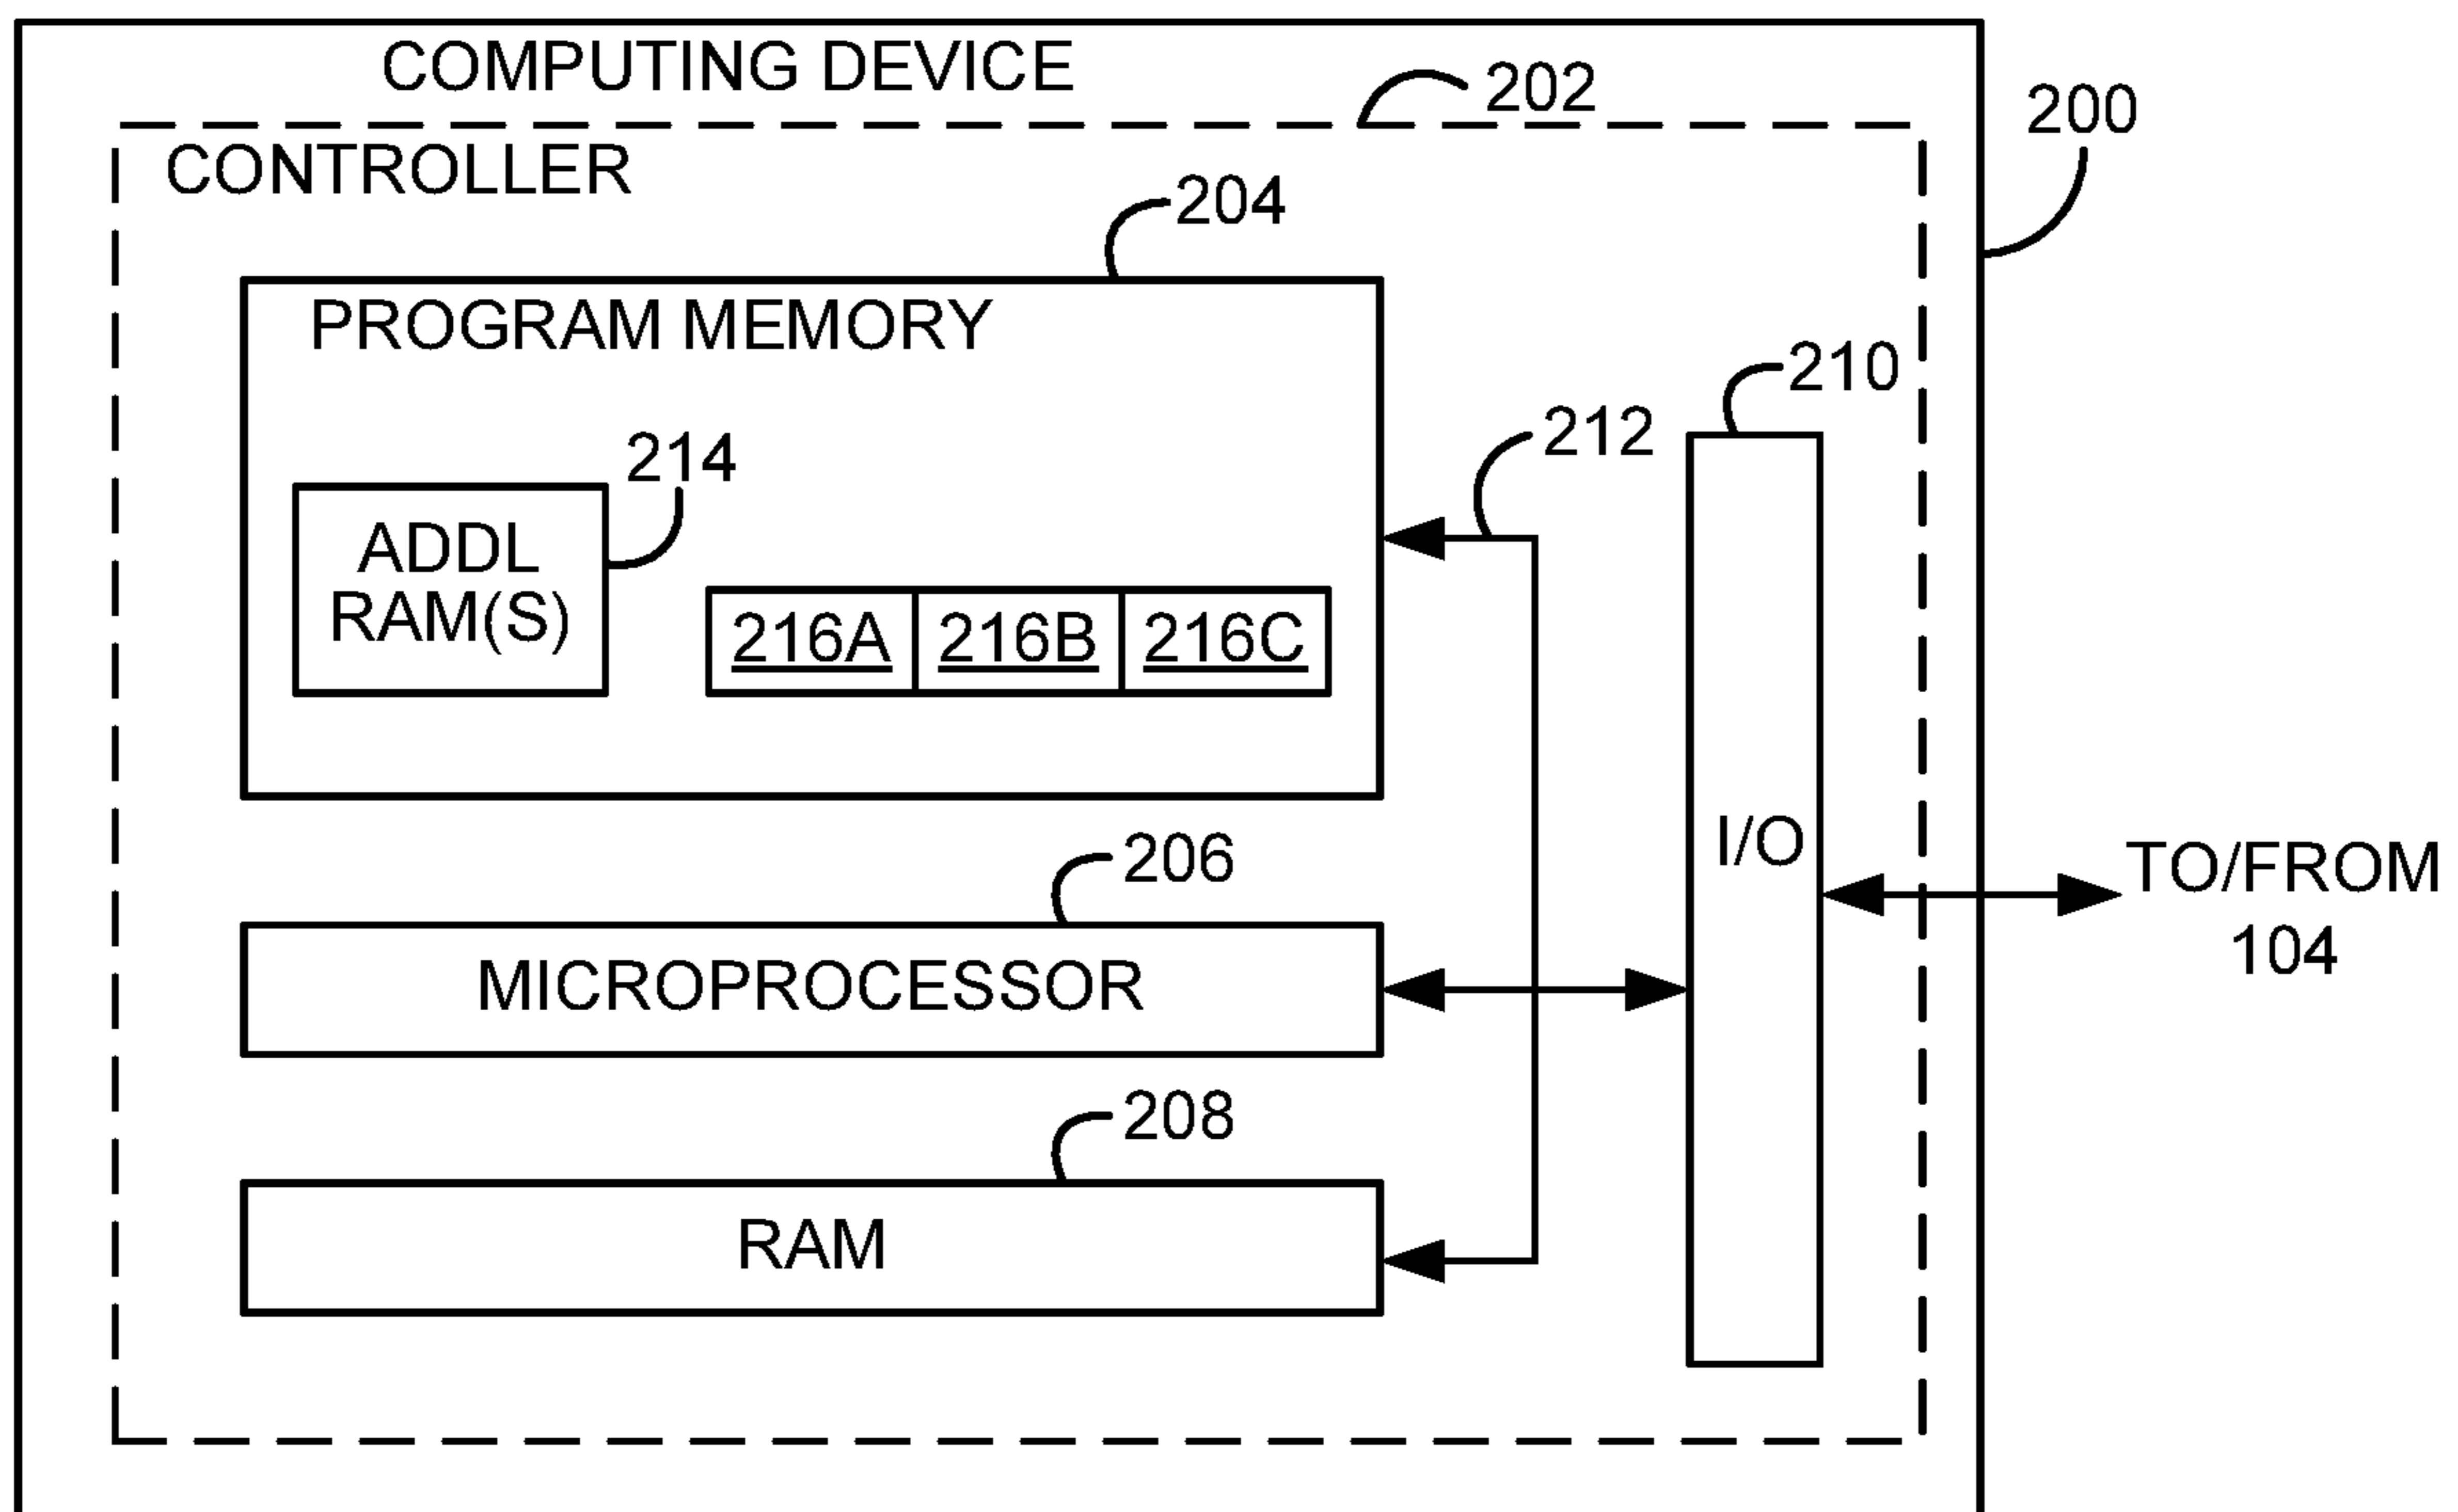 COMPUTING DEVICE
202
200
CONTROLLER
204
PROGRAM MEMORY
210
212
214
ADDL
RAM(S)
216A 216B 216C
I/O
206
TO/FROM
104
MICROPROCESSOR
208
RAM